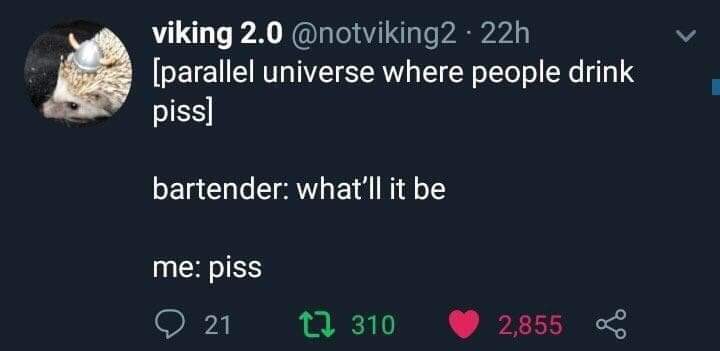 viking 2.0 @notviking2 · 22h
[parallel universe where people drink
piss]
bartender: what'll it be
me: piss
21 310 2,855